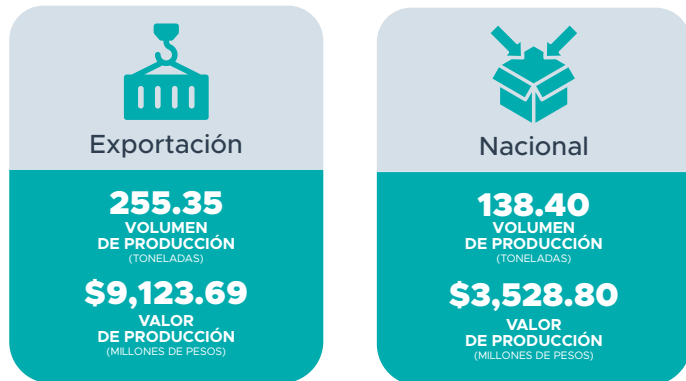 Exportación
255.35
VOLUMEN
DE PRODUCCIÓN
(TONELADAS)
$9,123.69
VALOR
DE PRODUCCIÓN
(MILLONES DE PESOS)
Nacional
138.40
VOLUMEN
DE PRODUCCIÓN
(TONELADAS)
$3,528.80
VALOR
DE PRODUCCIÓN
(MILLONES DE PESOS)